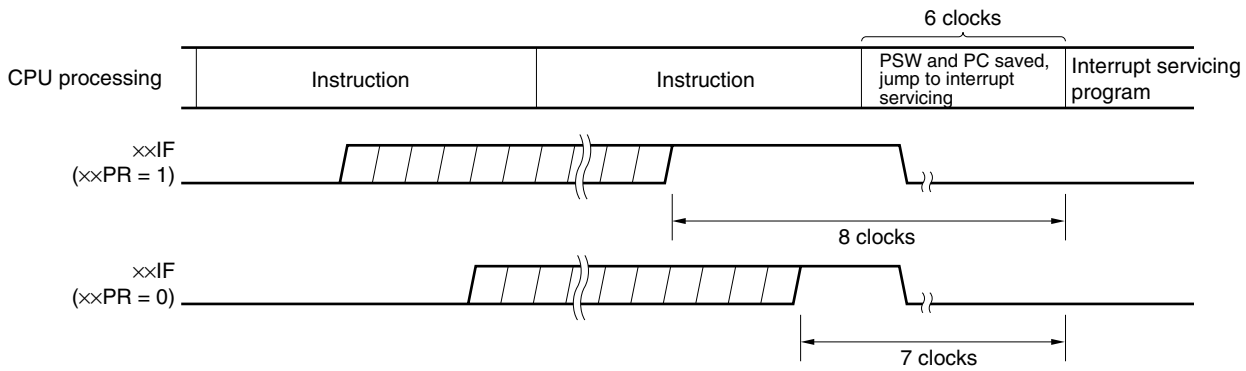 6 clocks
CPU processing
Instruction
Instruction
PSW and PC saved,
jump to interrupt
servicing
Interrupt servicing
program
××IF
(××PR = 1)
8 clocks
××IF
(××PR = 0)
7 clocks